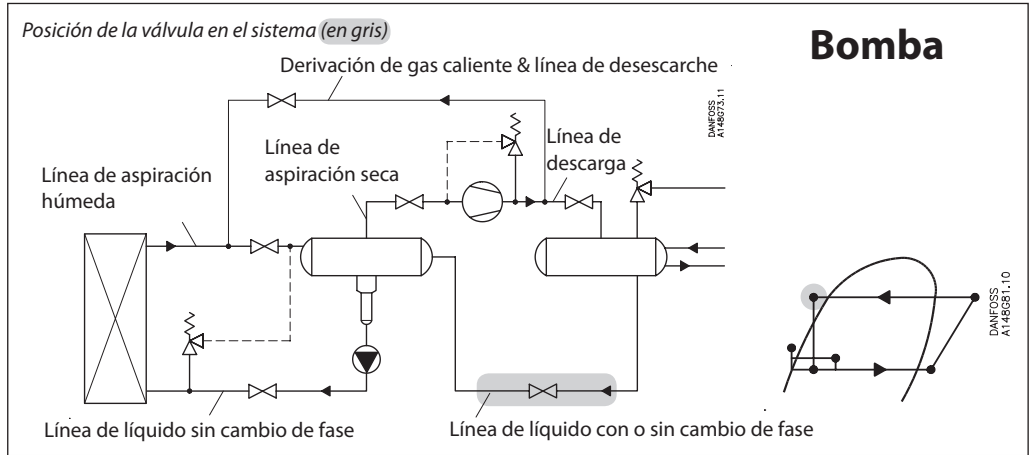 Posición de la válvula en el sistema (en gris)
Bomba
Derivación de gas caliente & línea de desescarche
DANFOSS
A148G73.11
Línea de
descarga
Línea de
aspiración seca
Línea de aspiración
húmeda
DANFOSS
A148G81.10
Línea de líquido sin cambio de fase
Línea de líquido con o sin cambio de fase